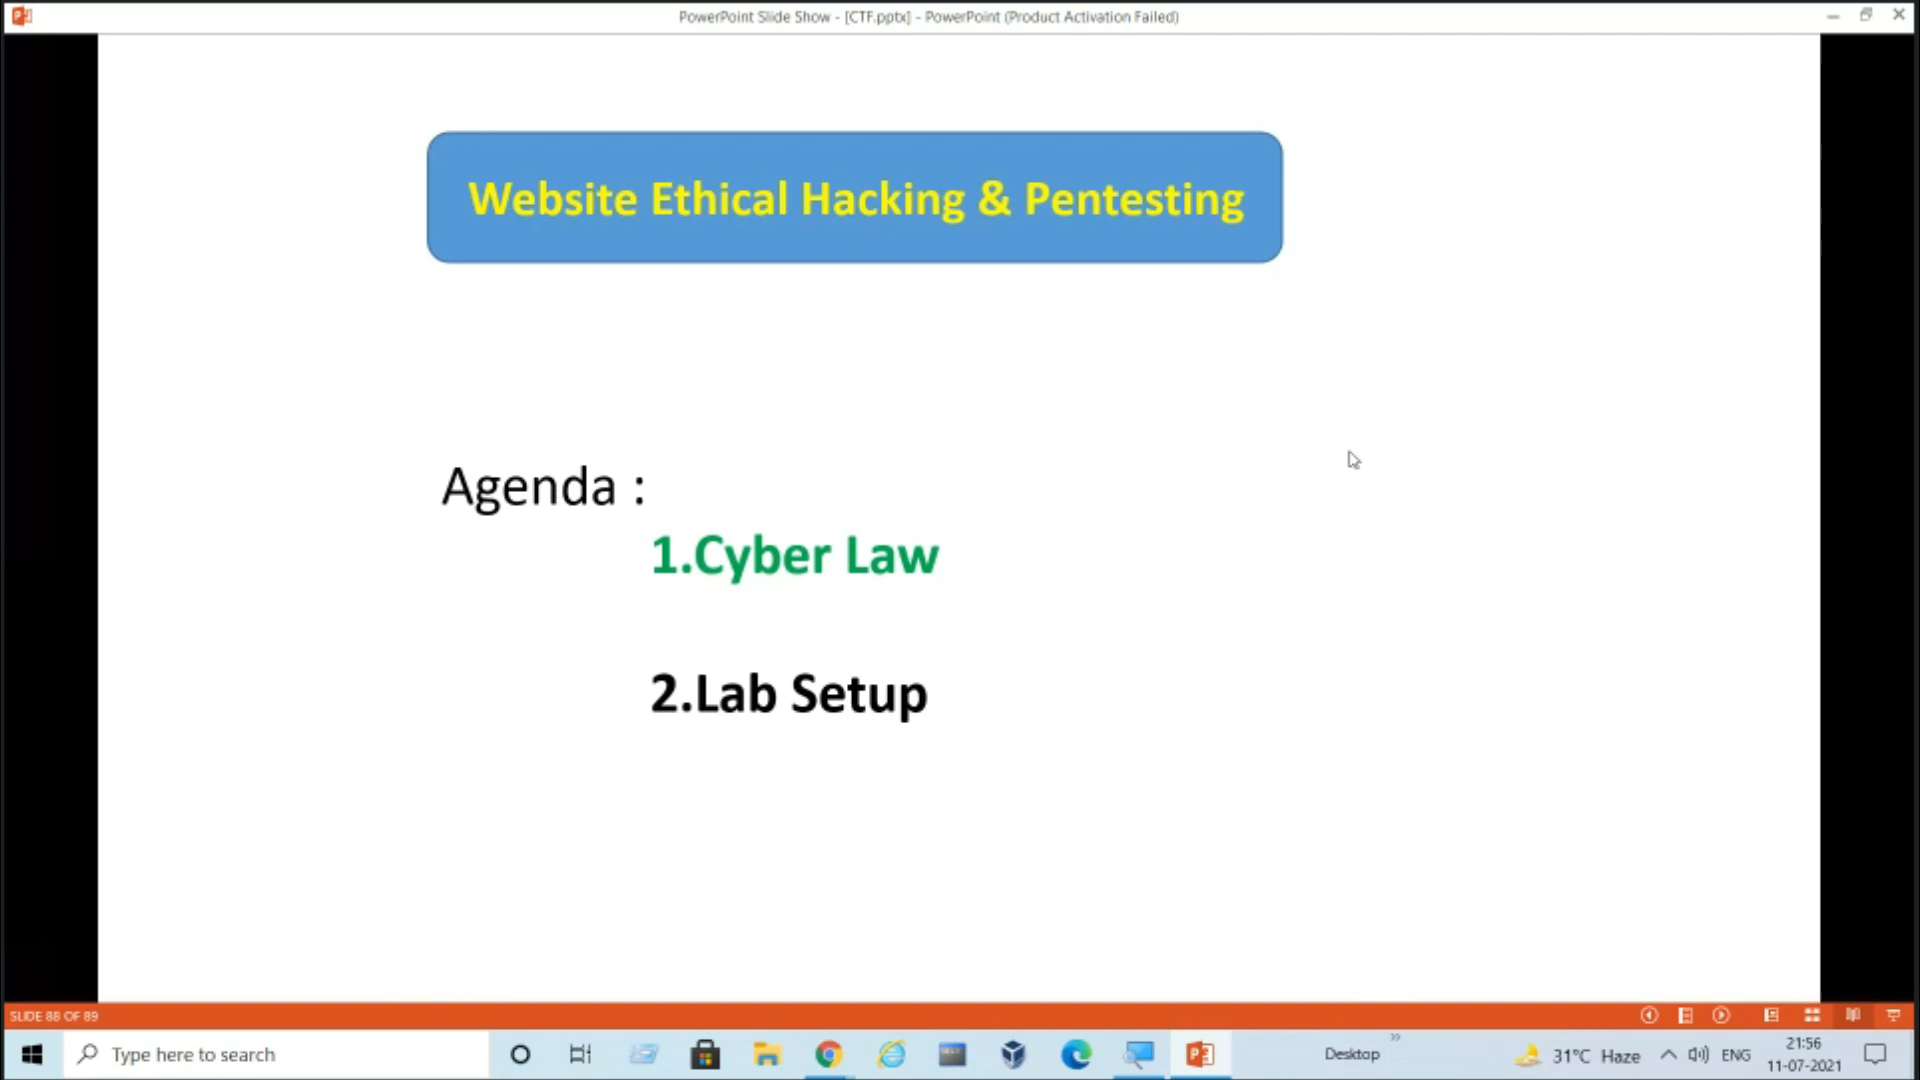 PowerPoint Slide Show - [CTF.pptx] - PowerPoint (Product Activation Failed)
Website Ethical Hacking & Pentesting
Agenda :
1.Cyber Law
2.Lab Setup
SLIDE 88 OF 89
Type here to search
Desktop
31°C Haze
ENG
21:56
11-07-2021